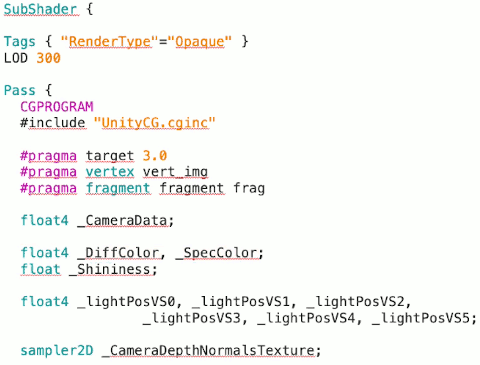 SubShader {
Tags { "RenderType"="Opaque" }
LOD 300
Pass {
CGPROGRAM
#include "UnityCG.cginc"
#pragma target 3.0
#pragma vertex vert_img
#pragma fragment fragment frag
float4 _CameraData;
float4 _DiffColor, _SpecColor;
float _Shininess;
float4 _lightPosVS0, _lightPosVS1, _lightPosVS2,
_lightPosVS3, _lightPosVS4, _lightPosVS5;
sampler2D _CameraDepthNormalsTexture;